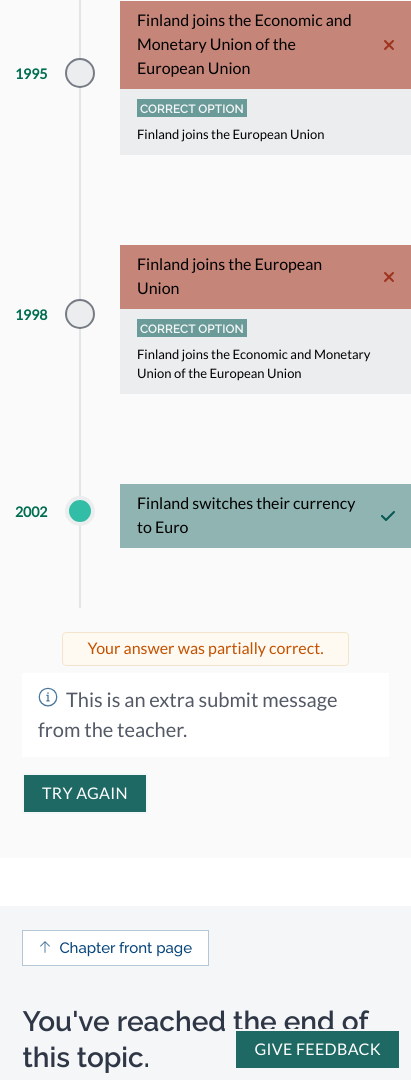 Finland joins the Economic and
Monetary Union of the
European Union
1995
CORRECT OPTION
Finland joins the European Union
Finland joins the European
Union
1998
CORRECT OPTION
Finland joins the Economic and Monetary
Union of the European Union
Finland switches their currency
to Euro
2002
Your answer was partially correct.
This is an extra submit message
from the teacher.
TRY AGAIN
Chapter front page
You've reached the end of
this topic.
GIVE FEEDBACK